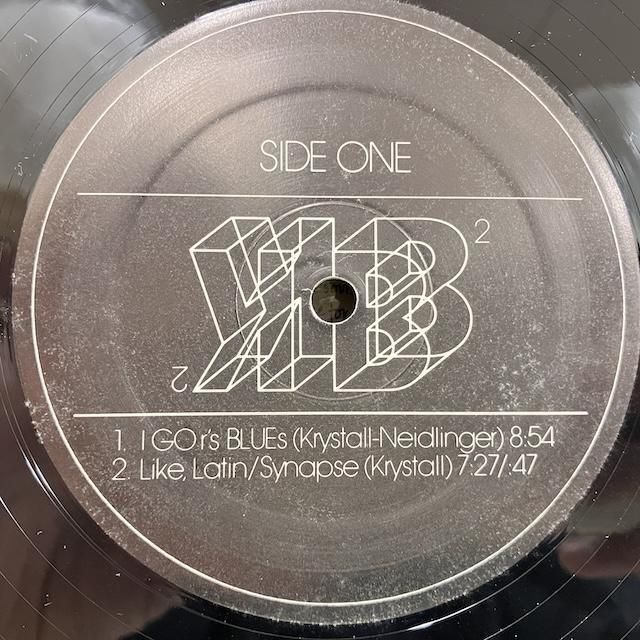 SIDE ONE
2
2
1. I GO r's BLUEs (Krystall-Neidlinger) 8:54
2. Like, Latin/Synapse (Krystall) 7:27/:47